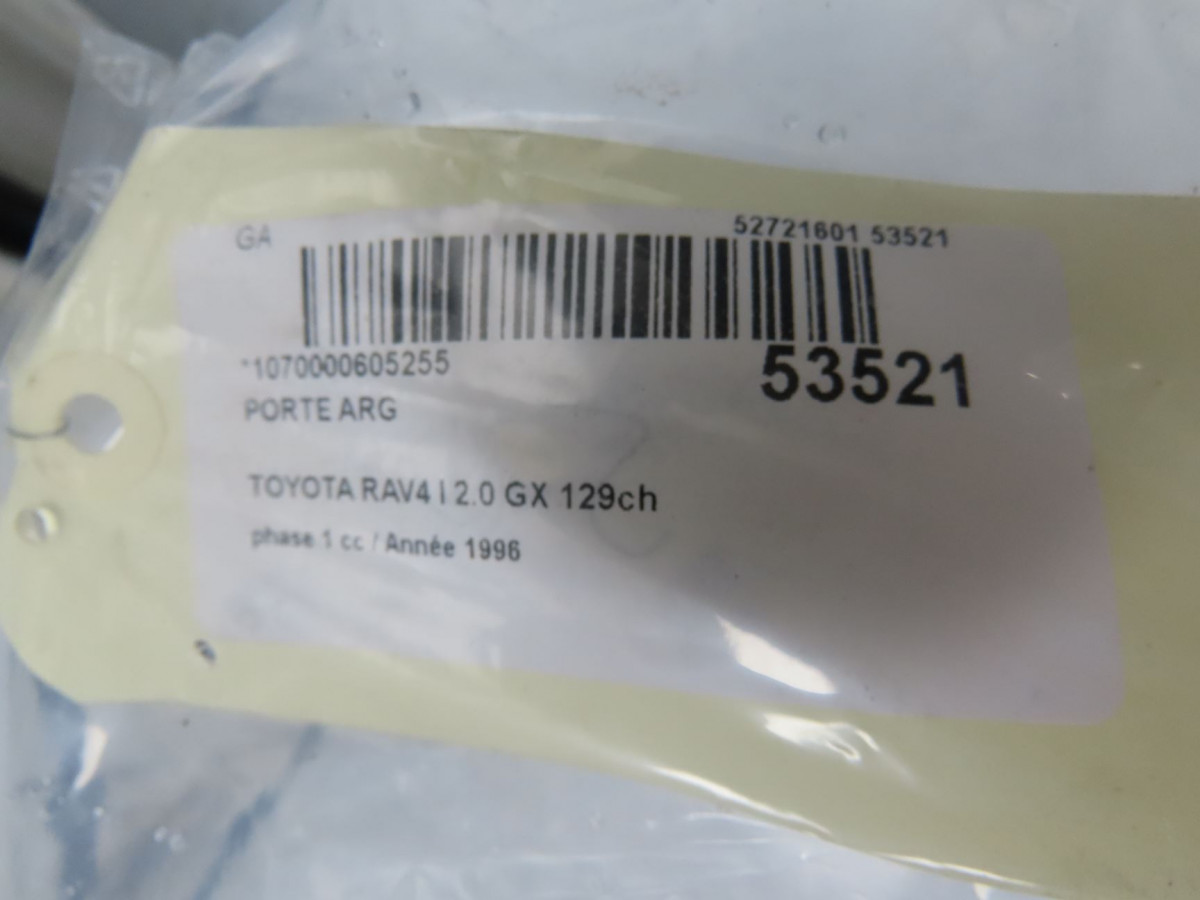 GA 52721601 53521
*1070000605255 53521
PORTE ARG
TOYOTA RAV4 I 2.0 GX 129ch
phase 1 cc / Année 1996